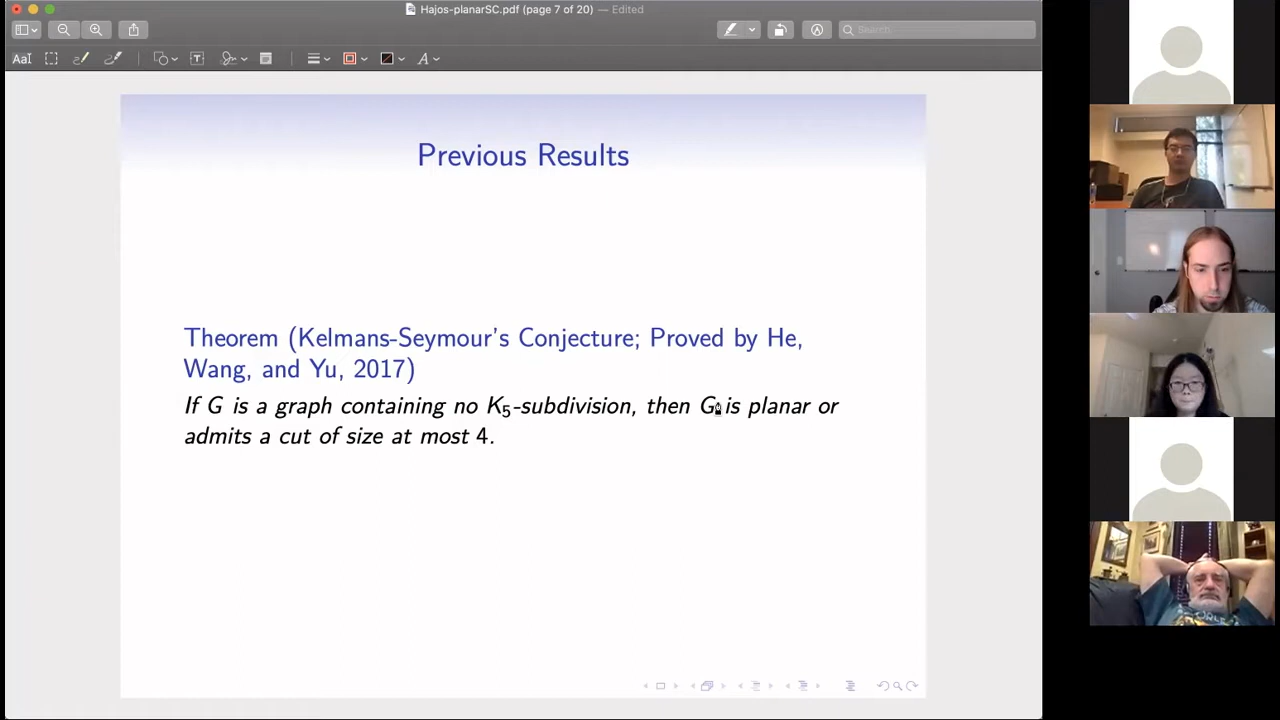 Hajos-planarSC.pdf (page 7 of 20) — Edited
Search
AaI
T
A
Previous Results
Theorem (Kelmans-Seymour's Conjecture; Proved by He,
Wang, and Yu, 2017)
If G is a graph containing no K₅-subdivision, then G is planar or
admits a cut of size at most 4.